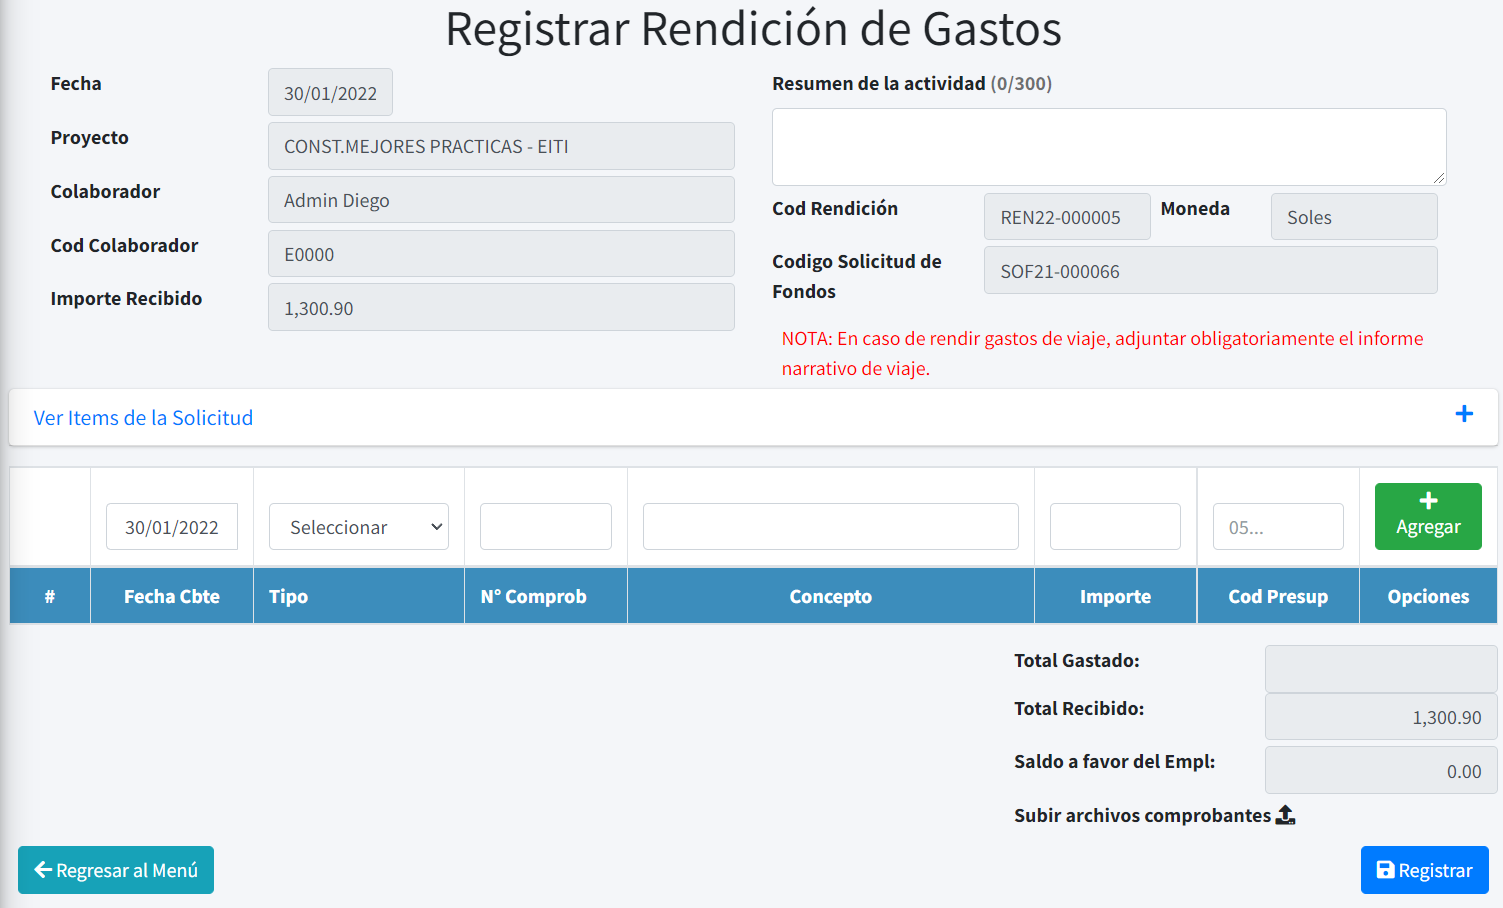 Registrar Rendición de Gastos
Fecha
30/01/2022
Proyecto
CONST.MEJORES PRACTICAS - EITI
Colaborador
Admin Diego
Cod Colaborador
E0000
Importe Recibido
1,300.90
Resumen de la actividad (0/300)
Cod Rendición
REN22-000005
Moneda
Soles
Codigo Solicitud de
Fondos
SOF21-000066
NOTA: En caso de rendir gastos de viaje, adjuntar obligatoriamente el informe
narrativo de viaje.
Ver Items de la Solicitud
30/01/2022
Seleccionar
05...
Agregar
# Fecha Cbte Tipo N° Comprob Concepto Importe Cod Presup Opciones
Total Gastado:
Total Recibido:
1,300.90
Saldo a favor del Empl:
0.00
Subir archivos comprobantes
Regresar al Menú
Registrar